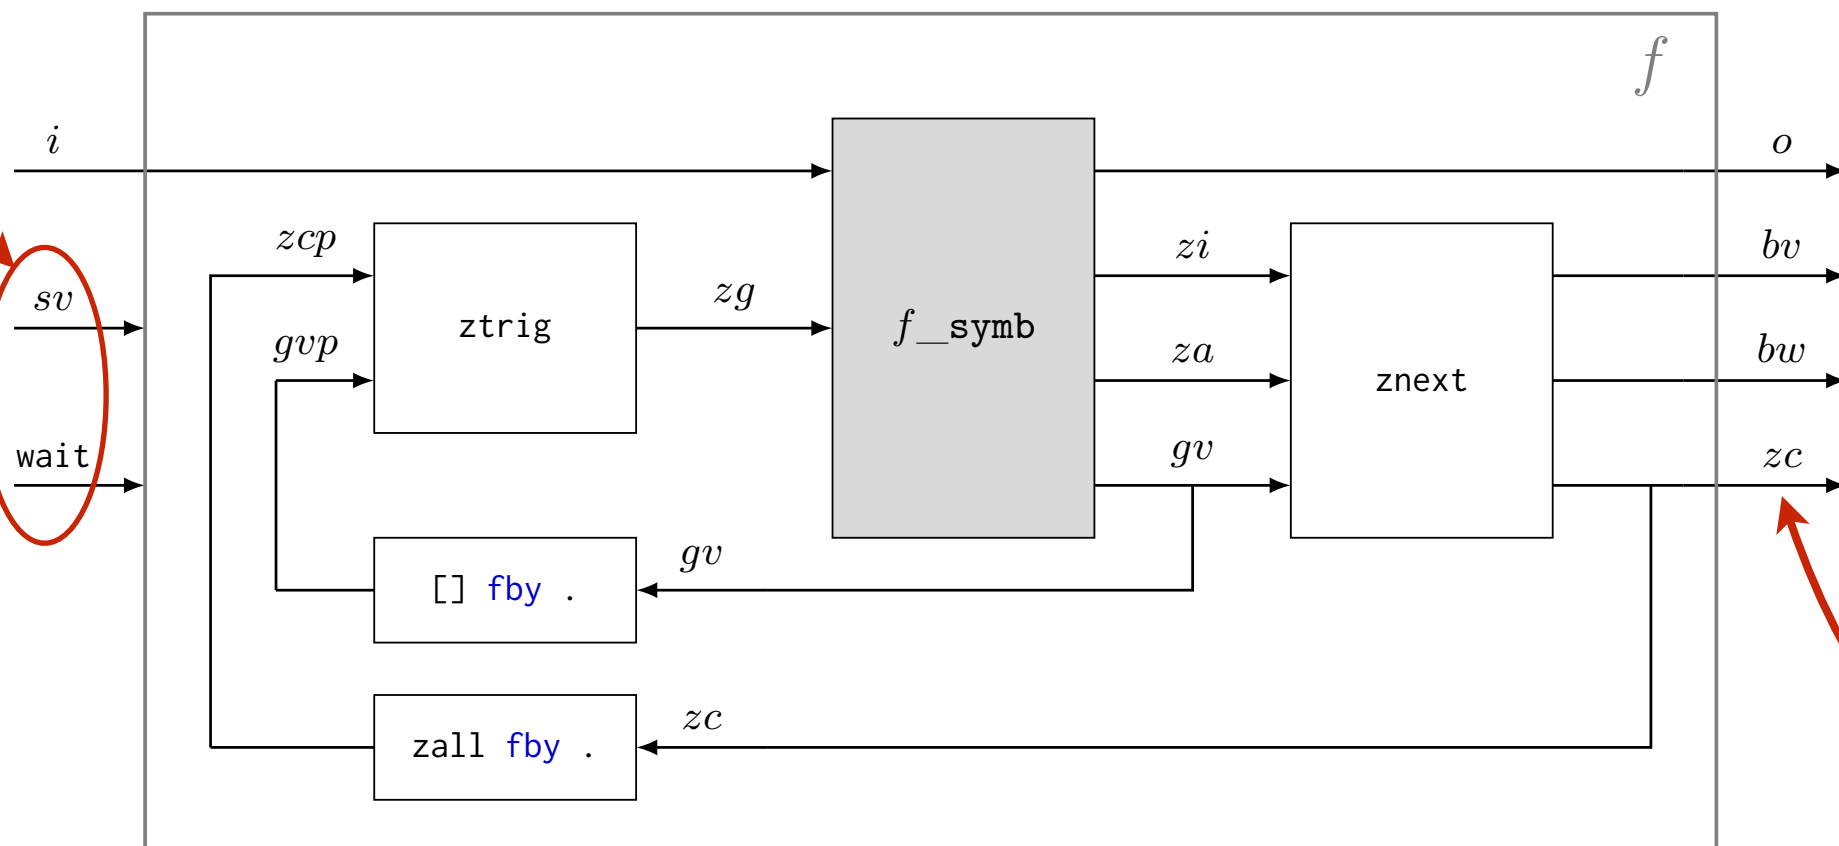 f
i
o
zcp
zi
bv
sv
zg
ztrig
f_symb
gvp
za
bw
znext
wait
gv
zc
gv
[] fby .
zc
zall fby .